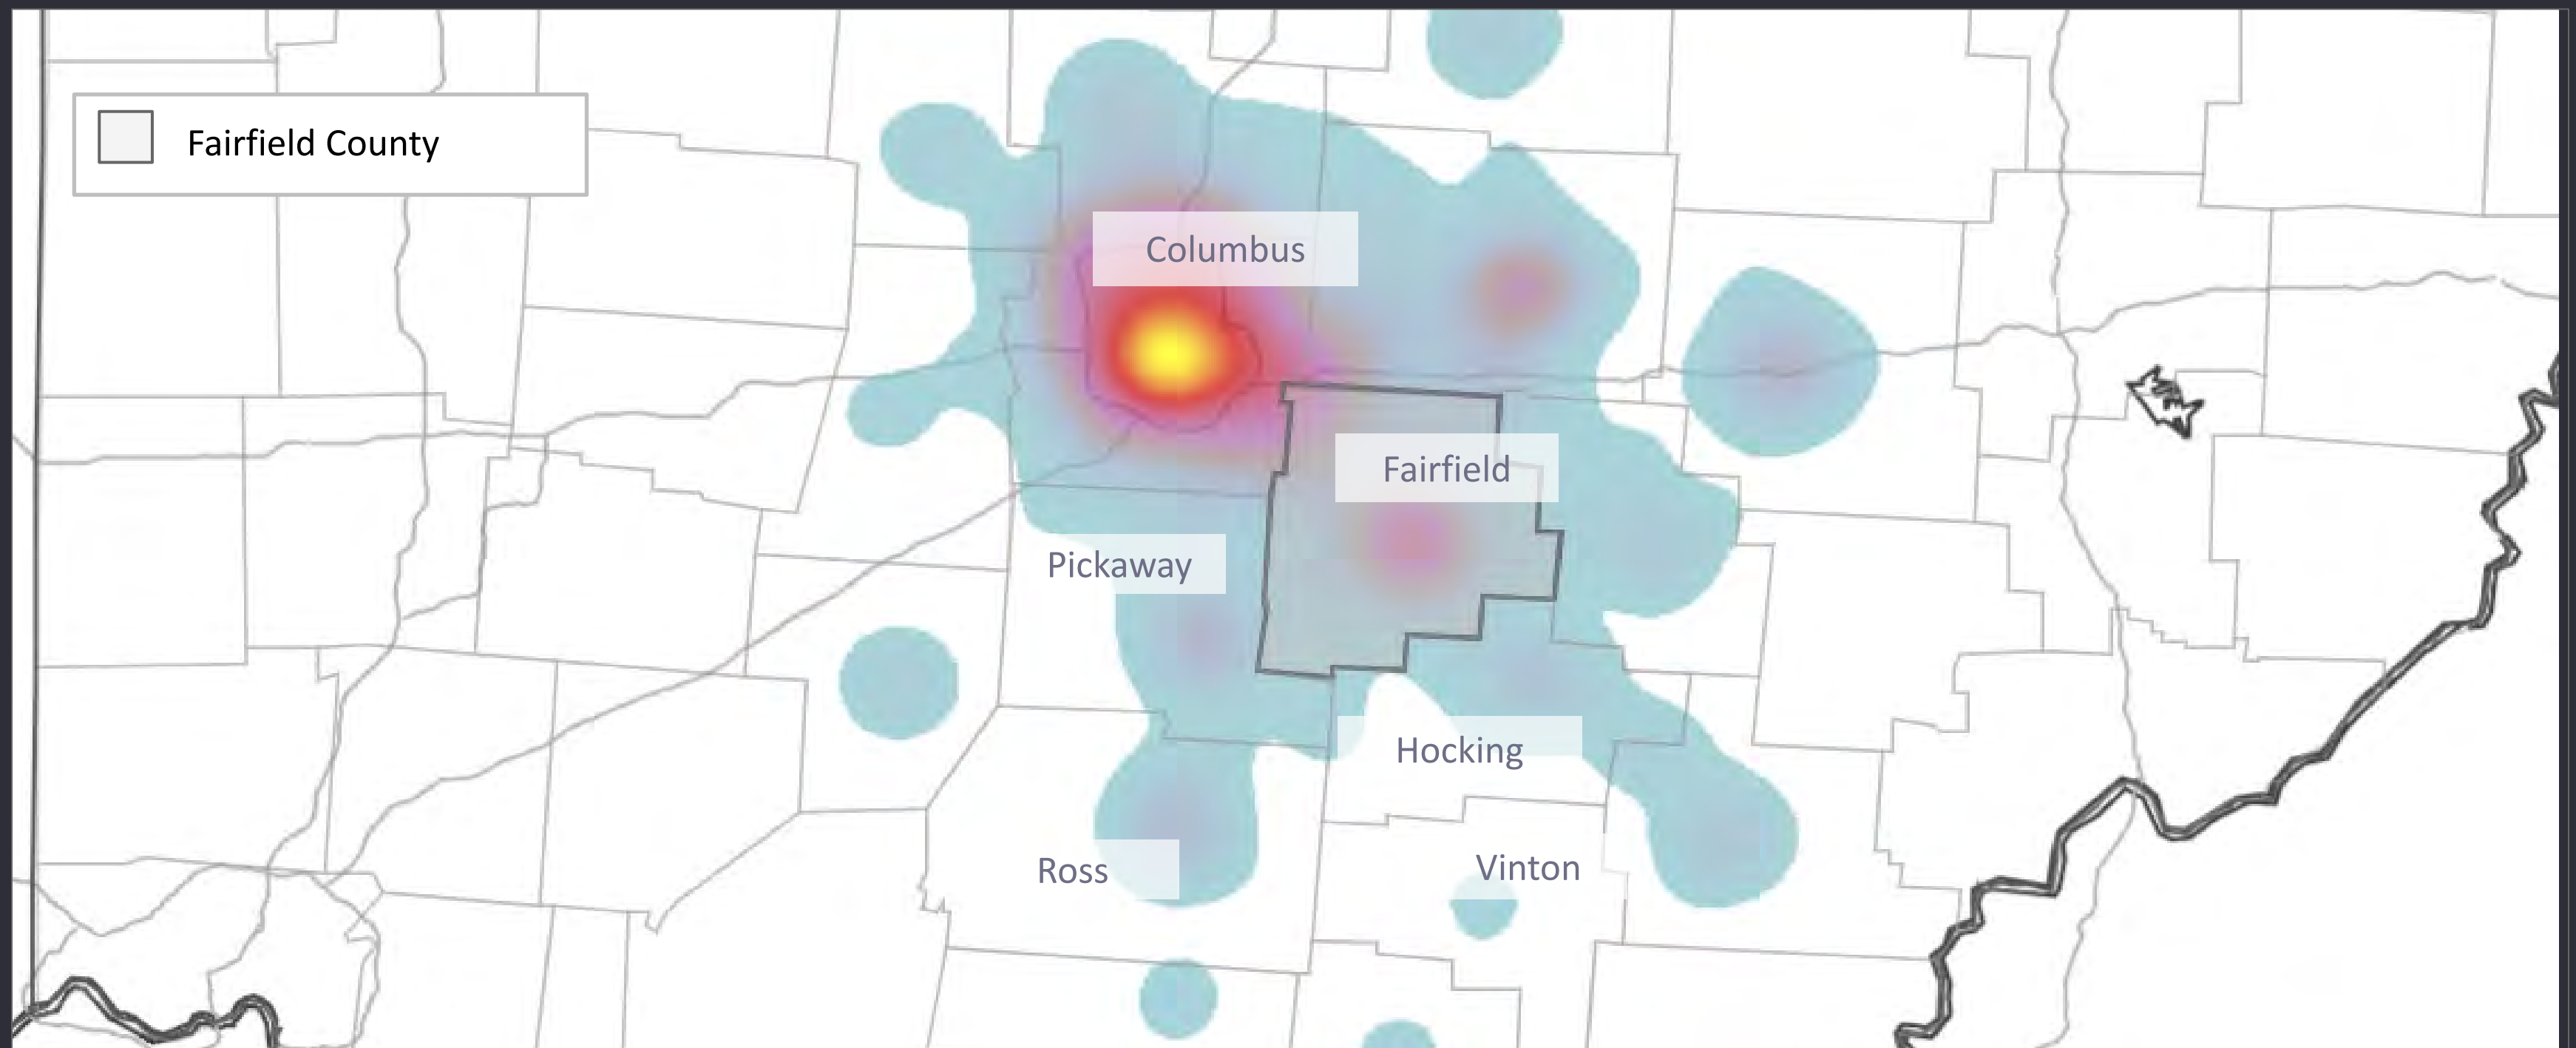 Fairfield County
Columbus
Fairfield
Pickaway
Hocking
Ross
Vinton